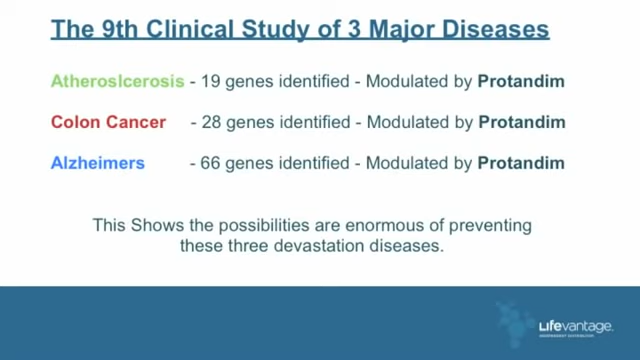 The 9th Clinical Study of 3 Major Diseases
Atheroslcerosis - 19 genes identified - Modulated by Protandim
Colon Cancer - 28 genes identified - Modulated by Protandim
Alzheimers - 66 genes identified - Modulated by Protandim
This Shows the possibilities are enormous of preventing
these three devastation diseases.
Lifevantage.
INDEPENDENT DISTRIBUTOR